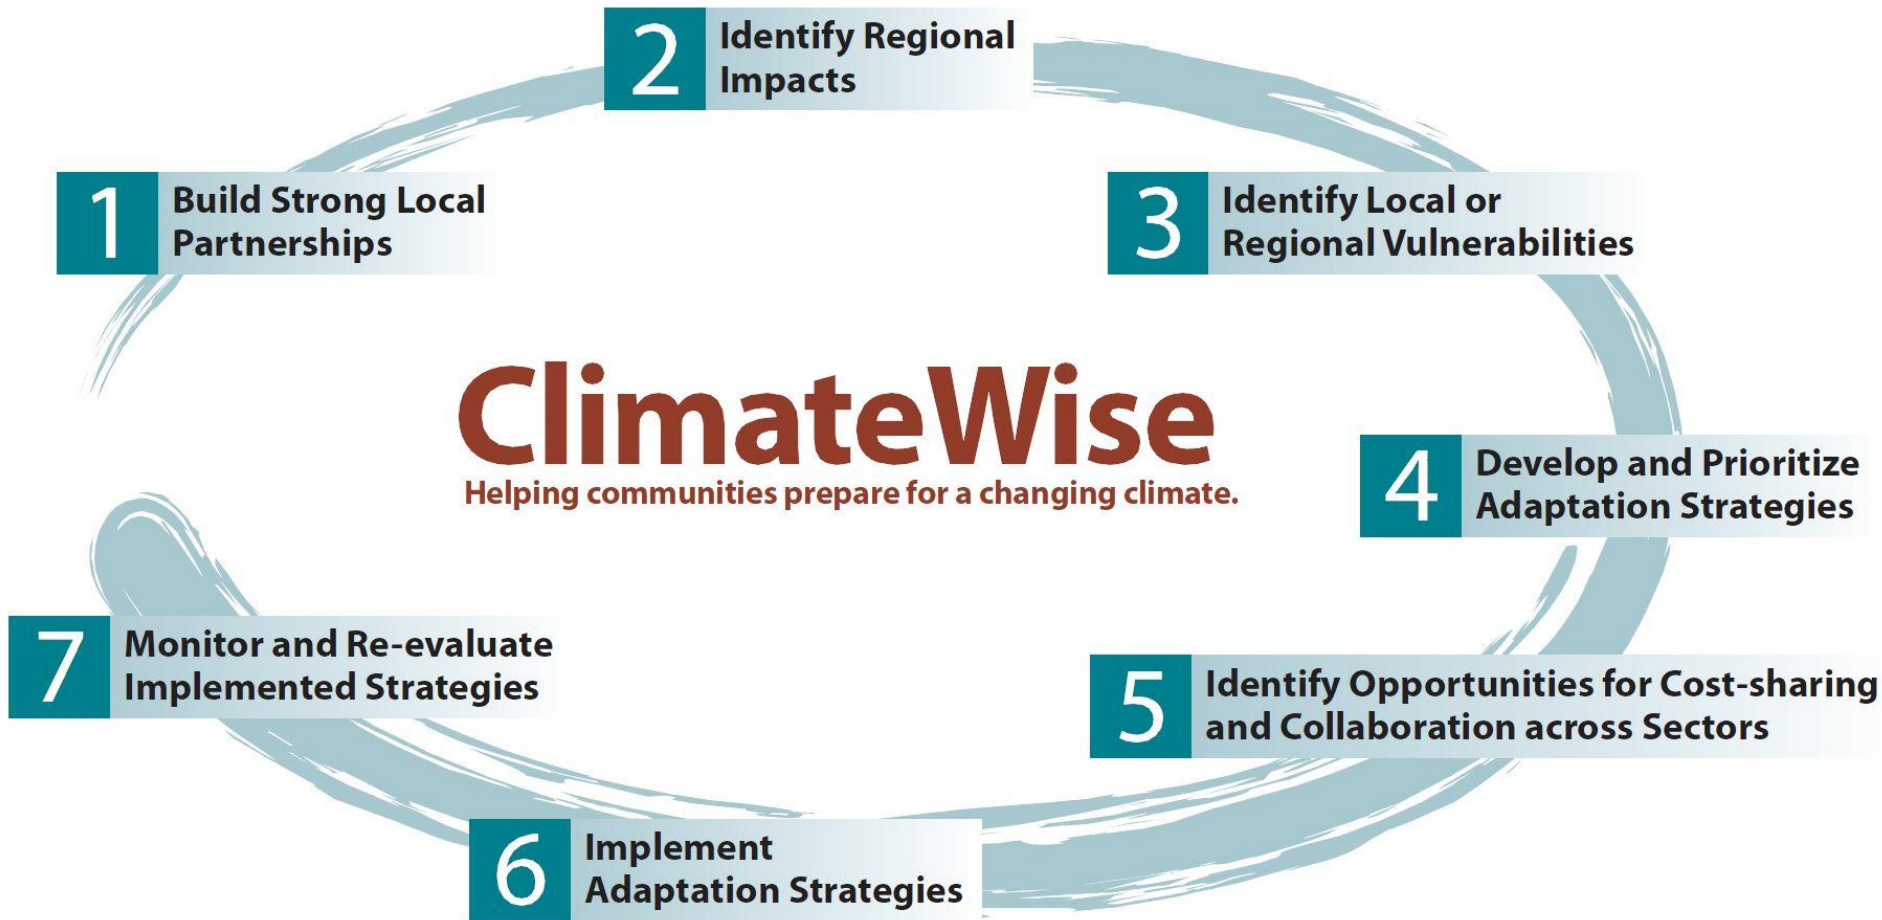 1
Build Strong Local
Partnerships
2
Identify Regional
Impacts
3
Identify Local or
Regional Vulnerabilities
4
Develop and Prioritize
Adaptation Strategies
5
Identify Opportunities for Cost-sharing
and Collaboration across Sectors
6
Implement
Adaptation Strategies
7
Monitor and Re-evaluate
Implemented Strategies
ClimateWise
Helping communities prepare for a changing climate.